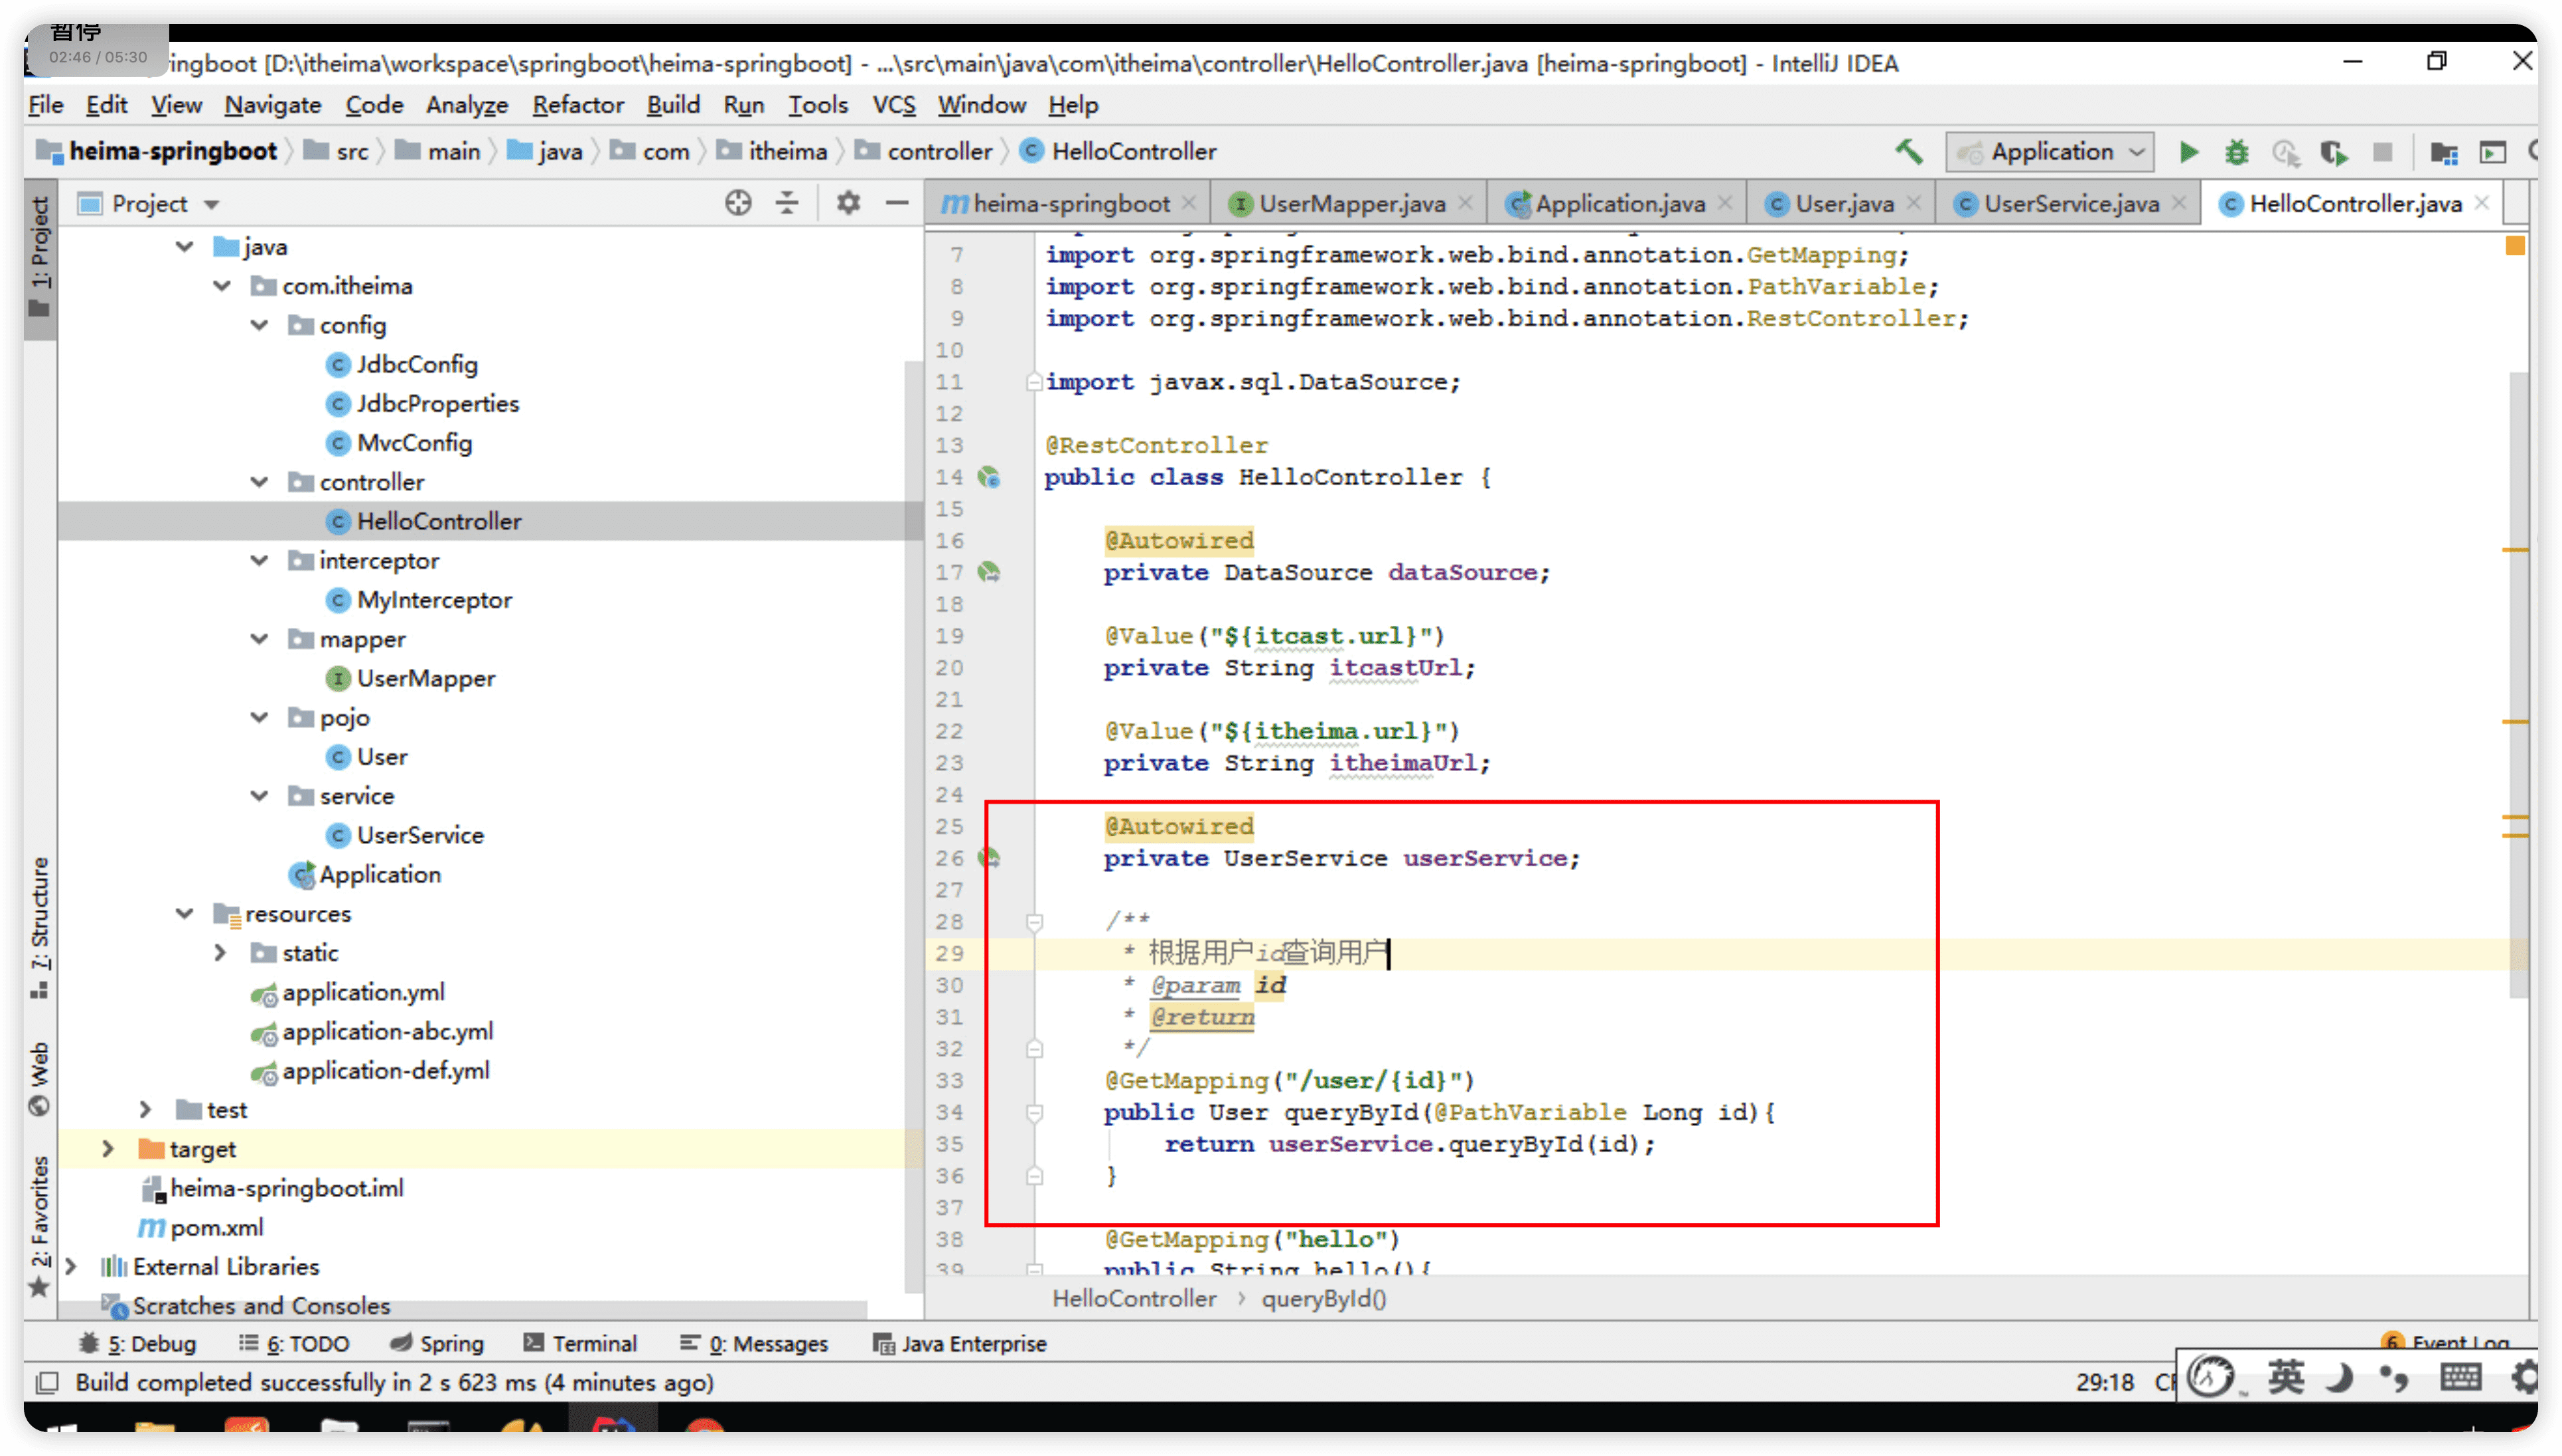 暂停
02:46 / 05:30
ingboot [D:\itheima\workspace\springboot\heima-springboot] - ...\src\main\java\com\itheima\controller\HelloController.java [heima-springboot] - IntelliJ IDEA
File Edit View Navigate Code Analyze Refactor Build Run Tools VCS Window Help
heima-springboot src main java com itheima controller HelloController
Application
1: Project
Project
heima-springboot UserMapper.java Application.java User.java UserService.java HelloController.java
java
com.itheima
config
JdbcConfig
JdbcProperties
MvcConfig
controller
HelloController
interceptor
MyInterceptor
mapper
UserMapper
pojo
User
service
UserService
Application
resources
static
application.yml
application-abc.yml
application-def.yml
test
target
heima-springboot.iml
pom.xml
External Libraries
Scratches and Consoles
7: Structure
Web
2: Favorites
7 import org.springframework.web.bind.annotation.GetMapping;
8 import org.springframework.web.bind.annotation.PathVariable;
9 import org.springframework.web.bind.annotation.RestController;
10
11 import javax.sql.DataSource;
12
13 @RestController
14 public class HelloController {
15
16 @Autowired
17 private DataSource dataSource;
18
19 @Value("${itcast.url}")
20 private String itcastUrl;
21
22 @Value("${itheima.url}")
23 private String itheimaUrl;
24
25 @Autowired
26 private UserService userService;
27
28 /**
29 * 根据用户id查询用户
30 * @param id
31 * @return
32 */
33 @GetMapping("/user/{id}")
34 public User queryById(@PathVariable Long id){
35 return userService.queryById(id);
36 }
37
38 @GetMapping("hello")
39 public String hello(){
HelloController › queryById()
5: Debug 6: TODO Spring Terminal 0: Messages Java Enterprise 6 Event Log
Build completed successfully in 2 s 623 ms (4 minutes ago) 29:18
英